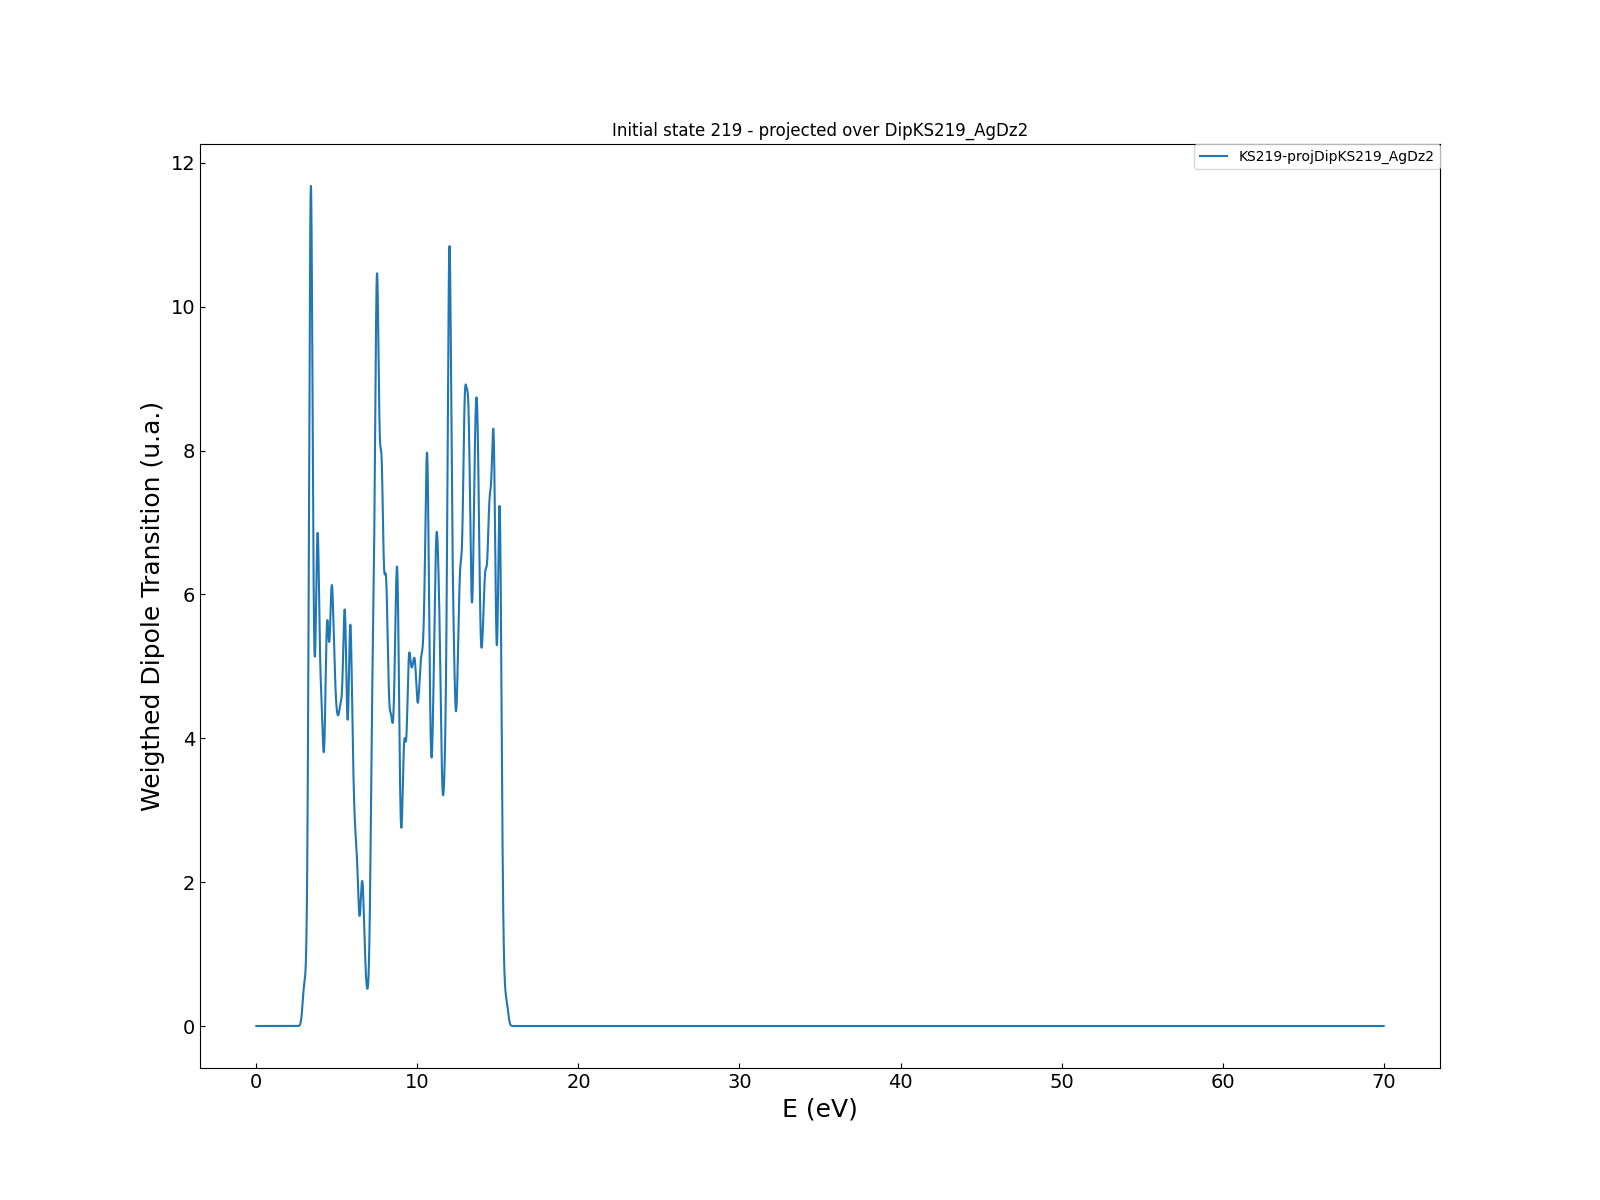 Initial state 219 - projected over DipKS219_AgDz2
KS219-projDipKS219_AgDz2
12
10
8
6
4
2
0
Weigthed Dipole Transition (u.a.)
0 10 20 30 40 50 60 70
E (eV)